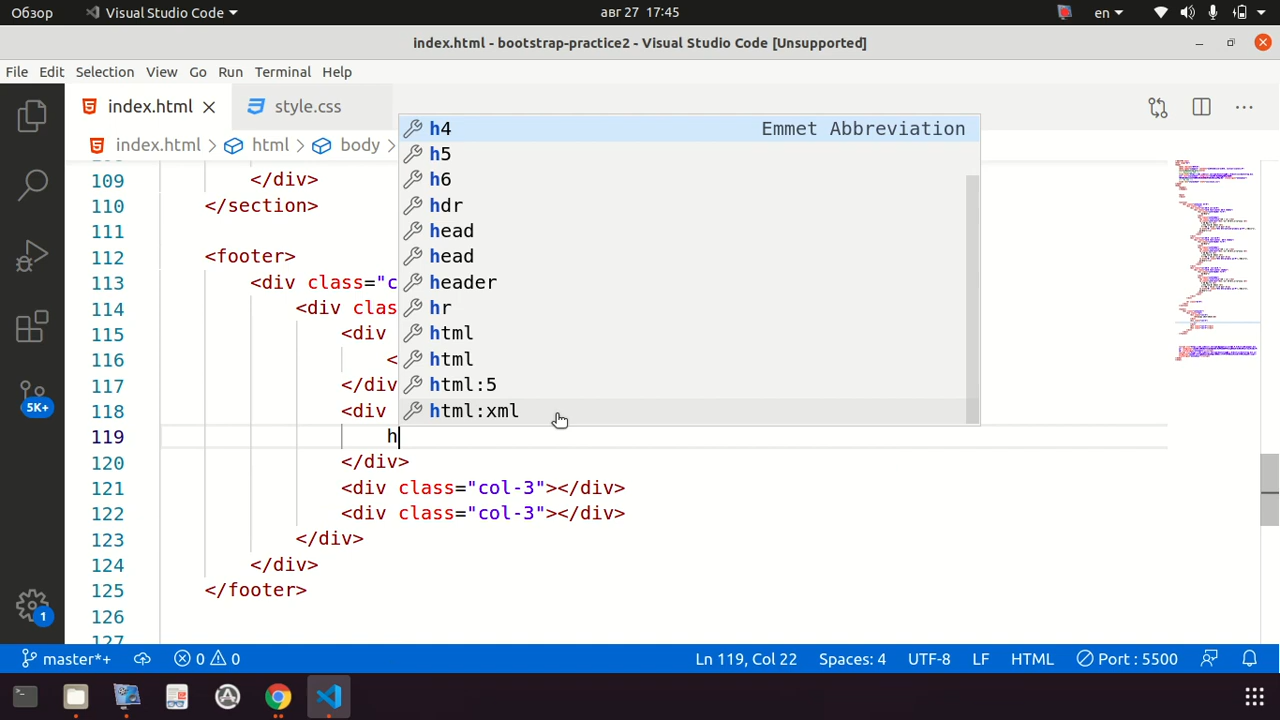 Обзор Visual Studio Code авг 27 17:45 en
index.html - bootstrap-practice2 - Visual Studio Code [Unsupported]
File Edit Selection View Go Run Terminal Help
index.html style.css
index.html > html > body >
h4 Emmet Abbreviation
h5
h6
hdr
head
head
header
hr
html
html
html:5
html:xml
109 </div>
110 </section>
111
112 <footer>
113 <div class="c
114 <div clas
115 <div
116 <
117 </div
118 <div
119 h
120 </div>
121 <div class="col-3"></div>
122 <div class="col-3"></div>
123 </div>
124 </div>
125 </footer>
126
127
5K+
1
master*+ 0 0 Ln 119, Col 22 Spaces: 4 UTF-8 LF HTML Port : 5500